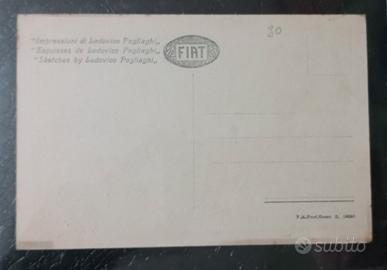 "Impressioni di Lodovico Pogliaghi"
"Esquisses de Lodovico Pogliaghi"
"Sketches by Lodovico Pogliaghi"
FIAT
30
subito